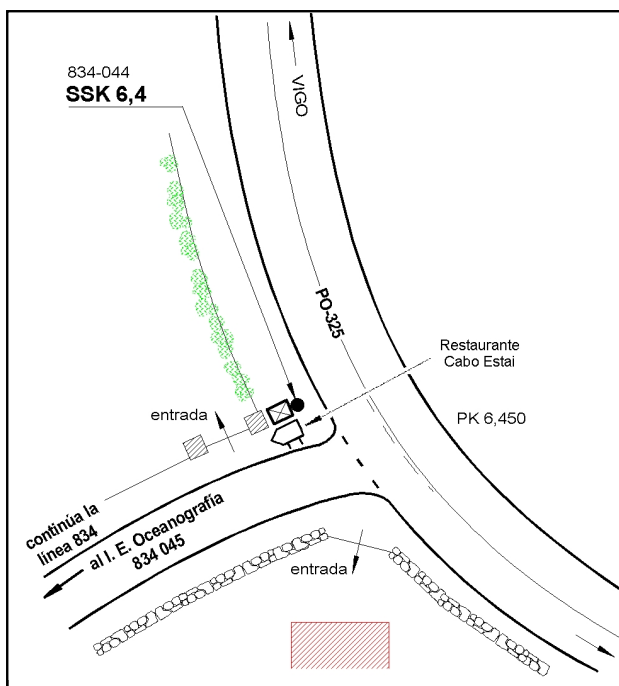 834-044
SSK 6,4
VIGO
PO-325
Restaurante
Cabo Estai
PK 6,450
entrada
continúa la
linea 834
al I. E. Oceanografía
834 045
entrada